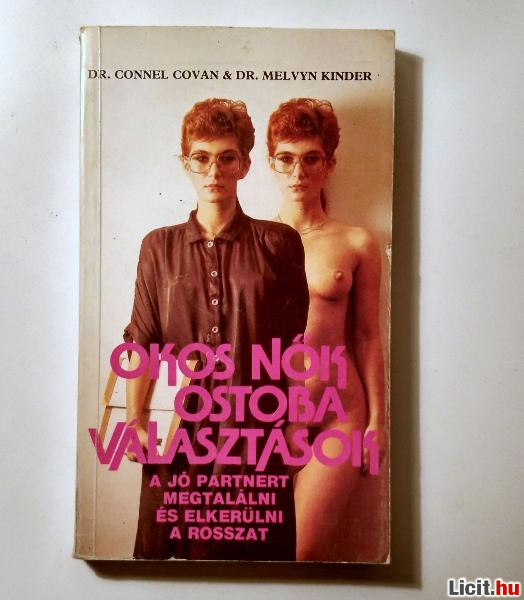 DR. CONNEL COVAN & DR. MELVYN KINDER
OKOS NŐK
OSTOBA
VÁLASZTÁSOK
A JÓ PARTNERT
MEGTALÁLNI
ÉS ELKERÜLNI
A ROSSZAT
Licit.hu